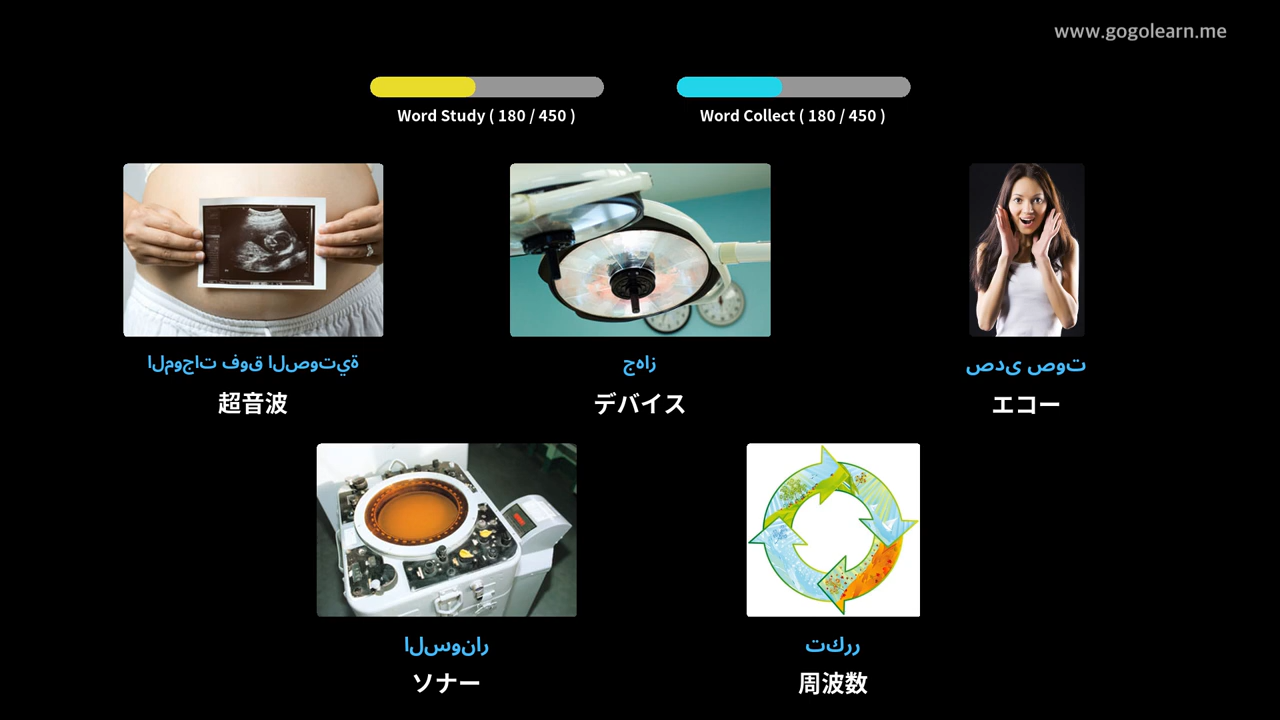 www.gogolearn.me
Word Study ( 180 / 450 )
Word Collect ( 180 / 450 )
الموجات فوق الصوتية
超音波
جهاز
デバイス
صدى صوت
エコー
السونار
ソナー
تكرر
周波数